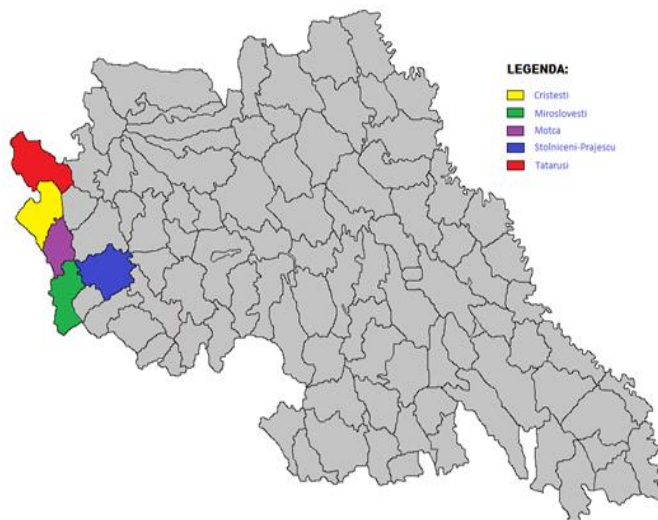 LEGENDA:
Cristesti
Miroslovesti
Motca
Stolniceni-Prajescu
Tatarusi